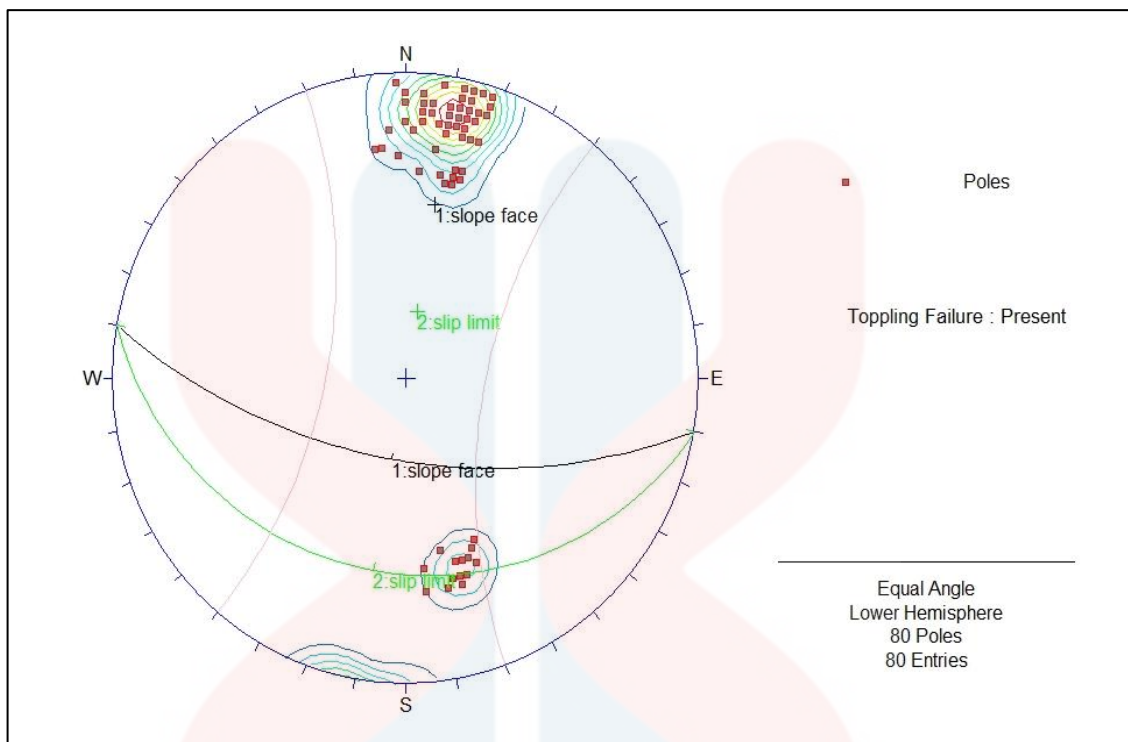 N
1:slope face
Poles
2:slip limit
Toppling Failure : Present
W
E
1:slope face
2:slip limit
Equal Angle
Lower Hemisphere
80 Poles
80 Entries
S